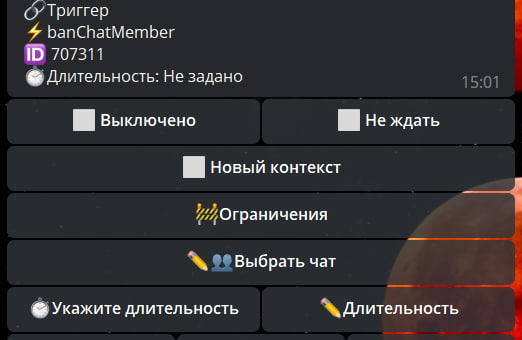 🔗Триггер
⚡banChatMember
🆔 707311
⏱Длительность: Не задано
15:01
⬜ Выключено
⬜ Не ждать
⬜ Новый контекст
🚧Ограничения
✏️👥Выбрать чат
⏱Укажите длительность
✏️Длительность